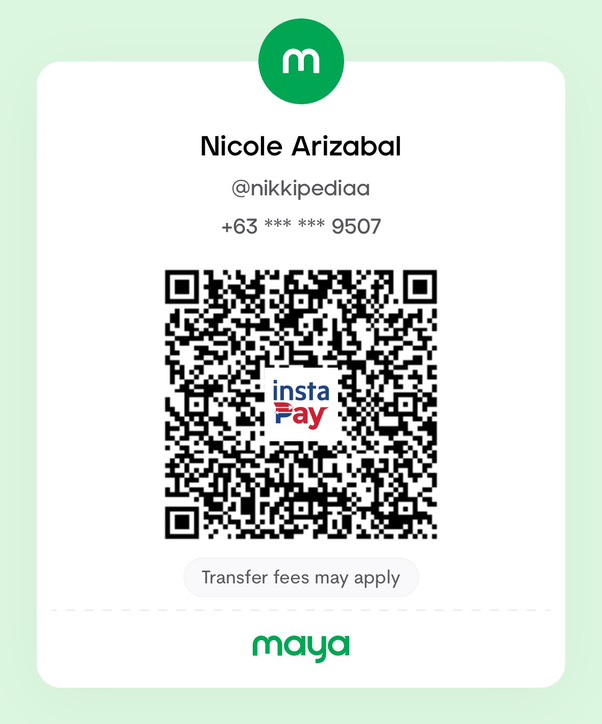 m
Nicole Arizabal
@nikkipediaa
+63 *** *** 9507
insta
Pay
Transfer fees may apply
maya